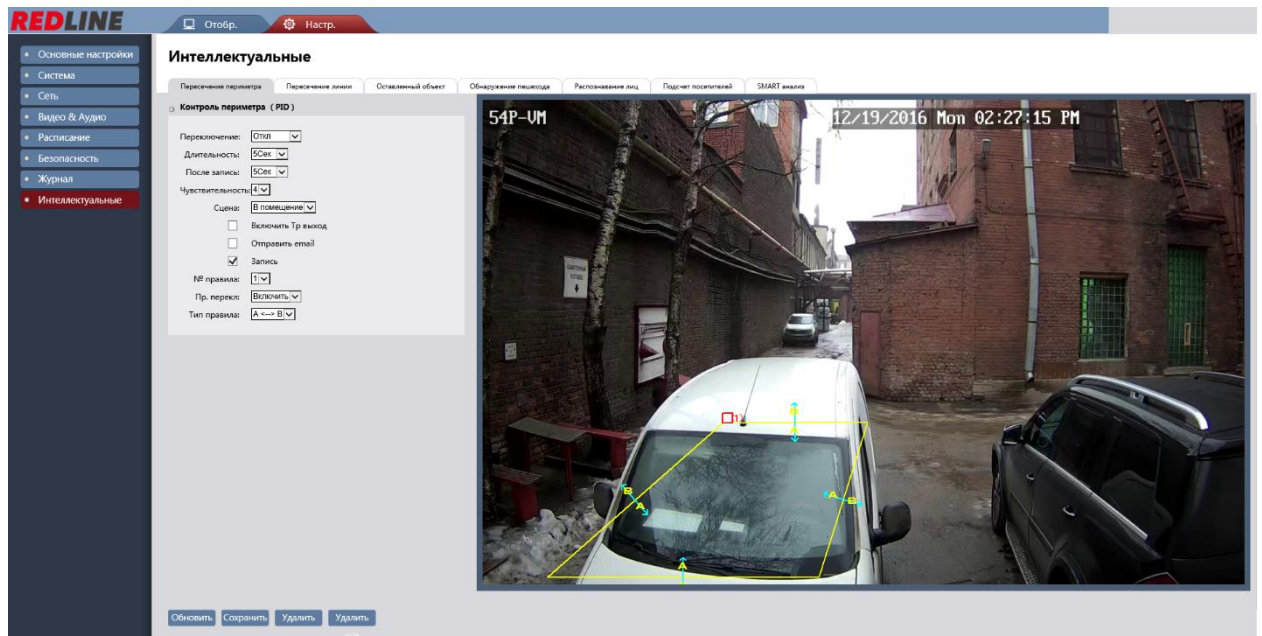 REDLINE
Отобр.
Настр.
Основные настройки
Система
Сеть
Видео & Аудио
Расписание
Безопасность
Журнал
Интеллектуальные
Интеллектуальные
Пересечение периметра
Пересечение линии
Оставленный объект
Обнаружение пешехода
Распознавание лиц
Подсчет посетителей
SMART анализ
Контроль периметра (PID)
Переключение: Откл
Длительность: 5Сек
После запись: 5Сек
Чувствительность: 4
Сцена: В помещение
Включить Тр выход
Отправить email
Запись
№ правила: 1
Пр. перекл: Включить
Тип правила: A <--> B
54P-VM
12/19/2016 Mon 02:27:15 PM
1)
B
A
B
A
A
B
A
Обновить
Сохранить
Удалить
Удалить